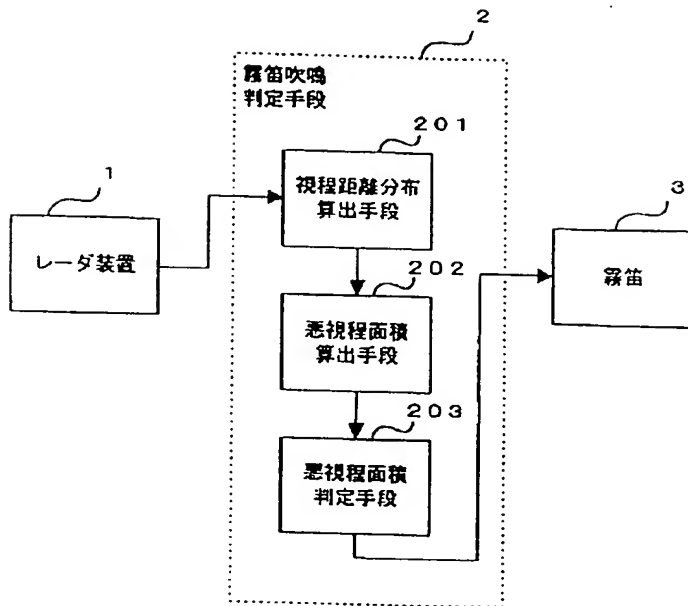 2
霧笛吹鳴
判定手段
201
視程距離分布
算出手段
1
レーダ装置
3
霧笛
202
悪視程面積
算出手段
203
悪視程面積
判定手段